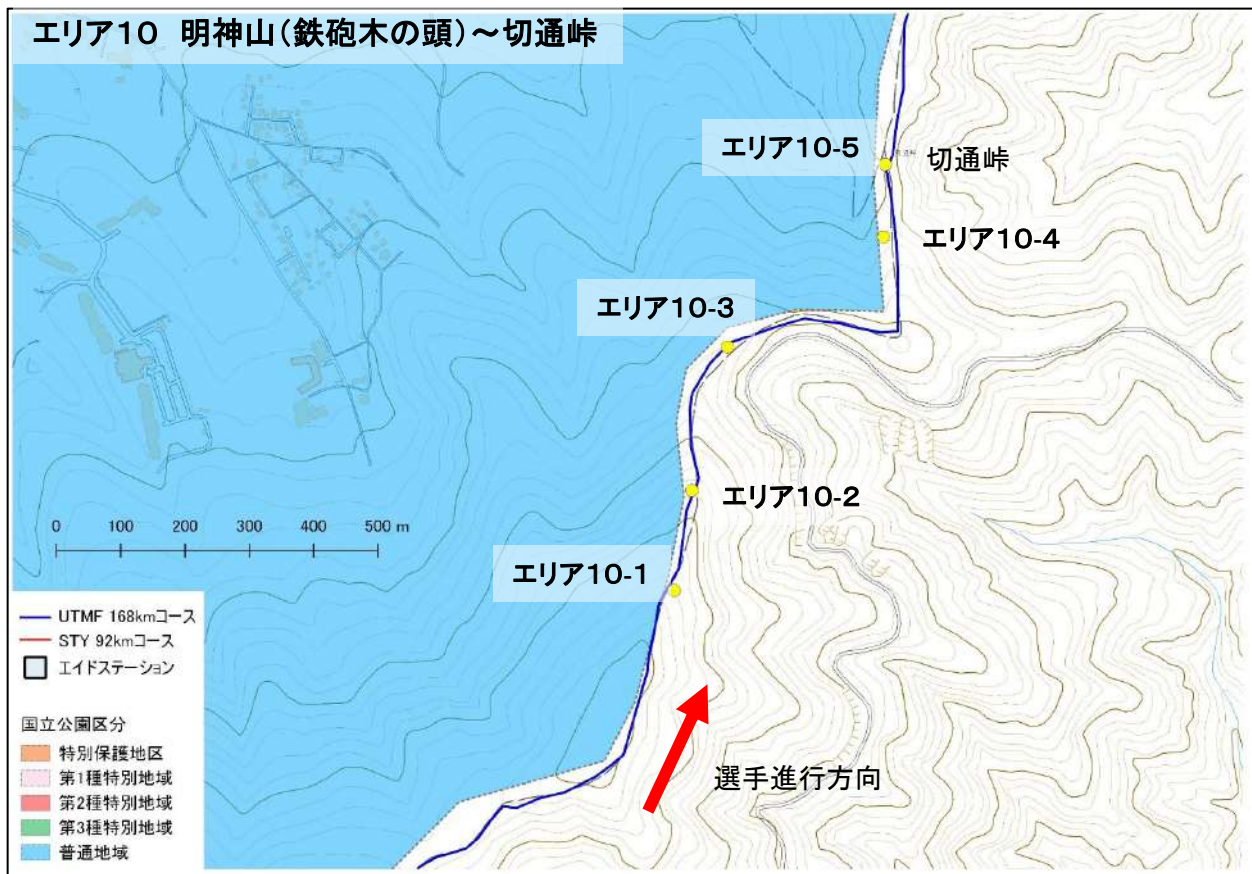 エリア10 明神山(鉄砲木の頭)~切通峠
エリア10-5
切通峠
エリア10-4
エリア10-3
エリア10-2
エリア10-1
0 100 200 300 400 500 m
UTMF 168kmコース
STY 92kmコース
エイドステーション
選手進行方向
国立公園区分
特別保護地区
第1種特別地域
第2種特別地域
第3種特別地域
普通地域